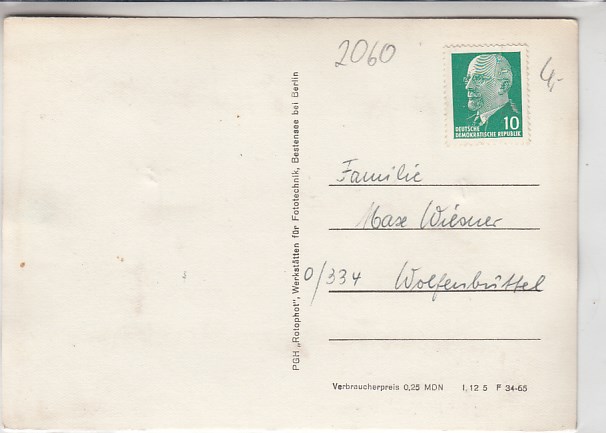 2060
4,-
10
DEUTSCHE
DEMOKRATISCHE REPUBLIK
Familie
Max Wiesner
0/334 Wolfenbüttel
PGH „Rotophot", Werkstätten für Fototechnik, Bestensee bei Berlin
Verbraucherpreis 0,25 MDN I. 12 5 F 34-65